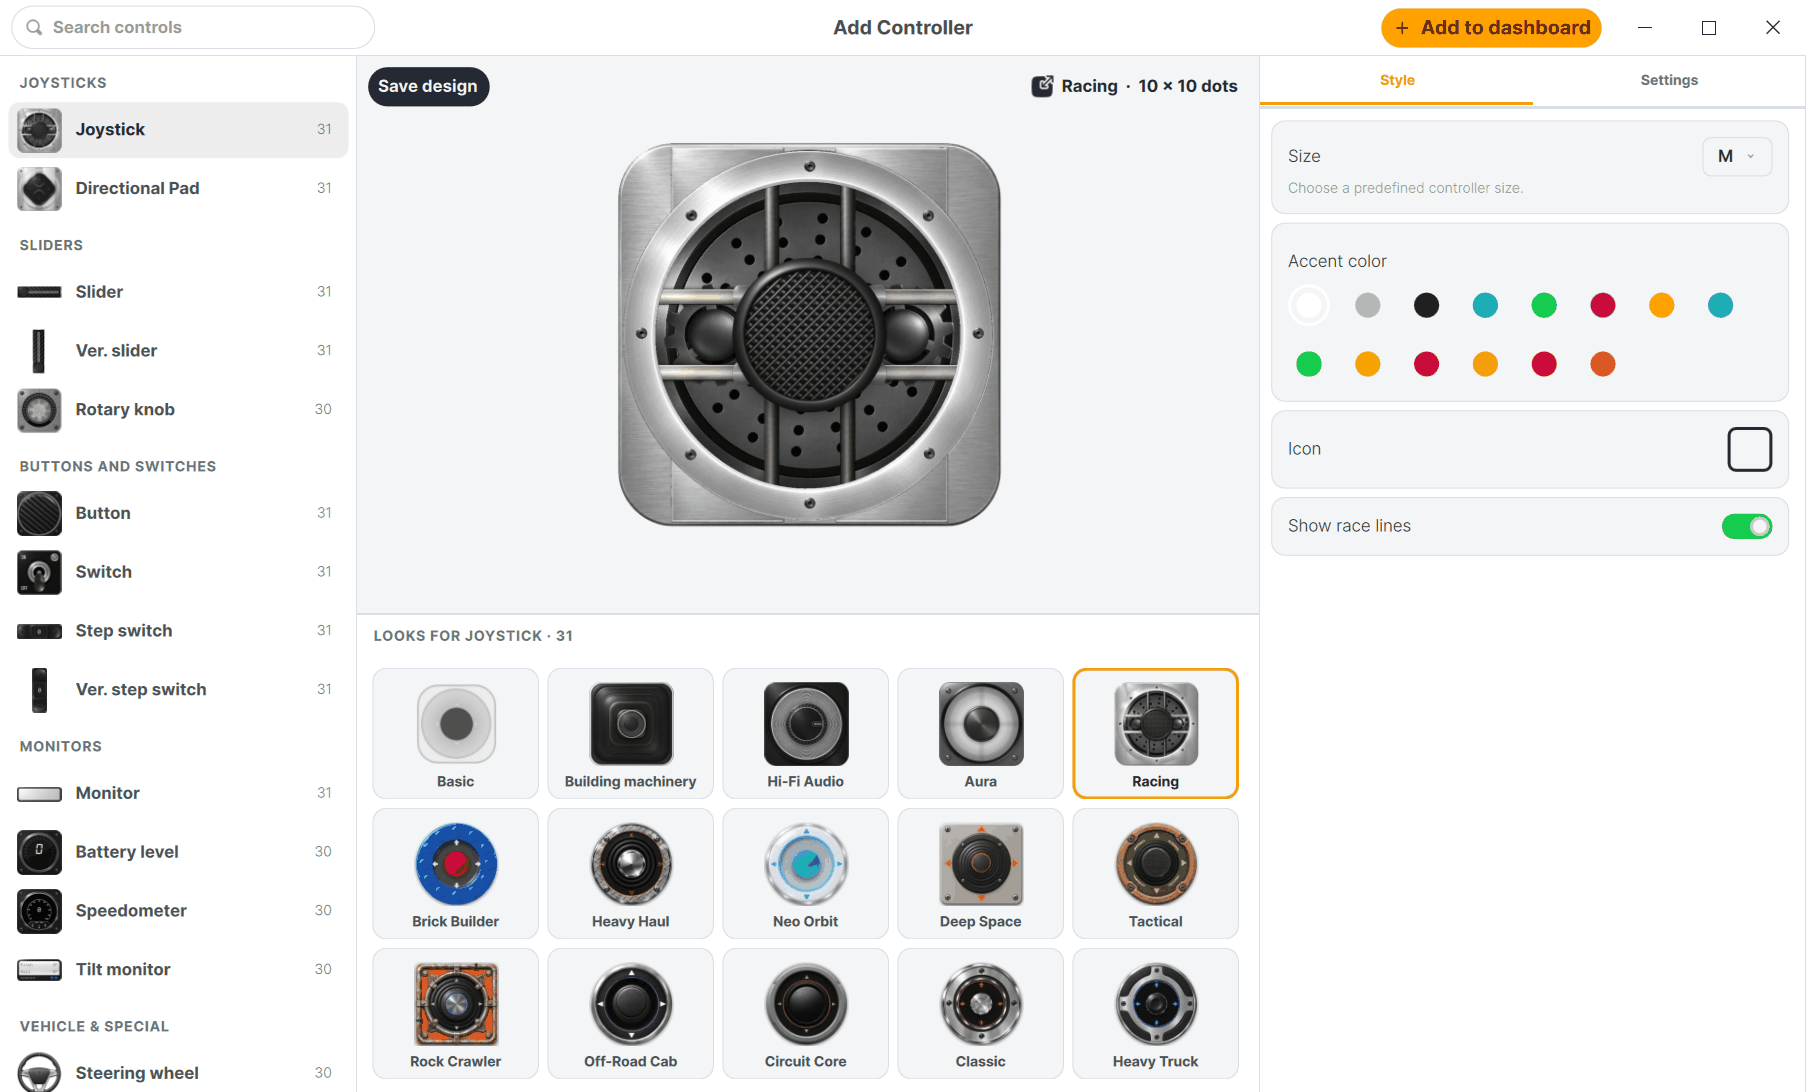 Search controls
Add Controller
+ Add to dashboard
JOYSTICKS
Joystick 31
Directional Pad 31
SLIDERS
Slider 31
Ver. slider 31
Rotary knob 30
BUTTONS AND SWITCHES
Button 31
Switch 31
Step switch 31
Ver. step switch 31
MONITORS
Monitor 31
Battery level 30
Speedometer 30
Tilt monitor 30
VEHICLE & SPECIAL
Steering wheel 30
Save design
Racing · 10 × 10 dots
LOOKS FOR JOYSTICK · 31
Basic
Building machinery
Hi-Fi Audio
Aura
Racing
Brick Builder
Heavy Haul
Neo Orbit
Deep Space
Tactical
Rock Crawler
Off-Road Cab
Circuit Core
Classic
Heavy Truck
Style
Settings
Size
M
Choose a predefined controller size.
Accent color
Icon
Show race lines